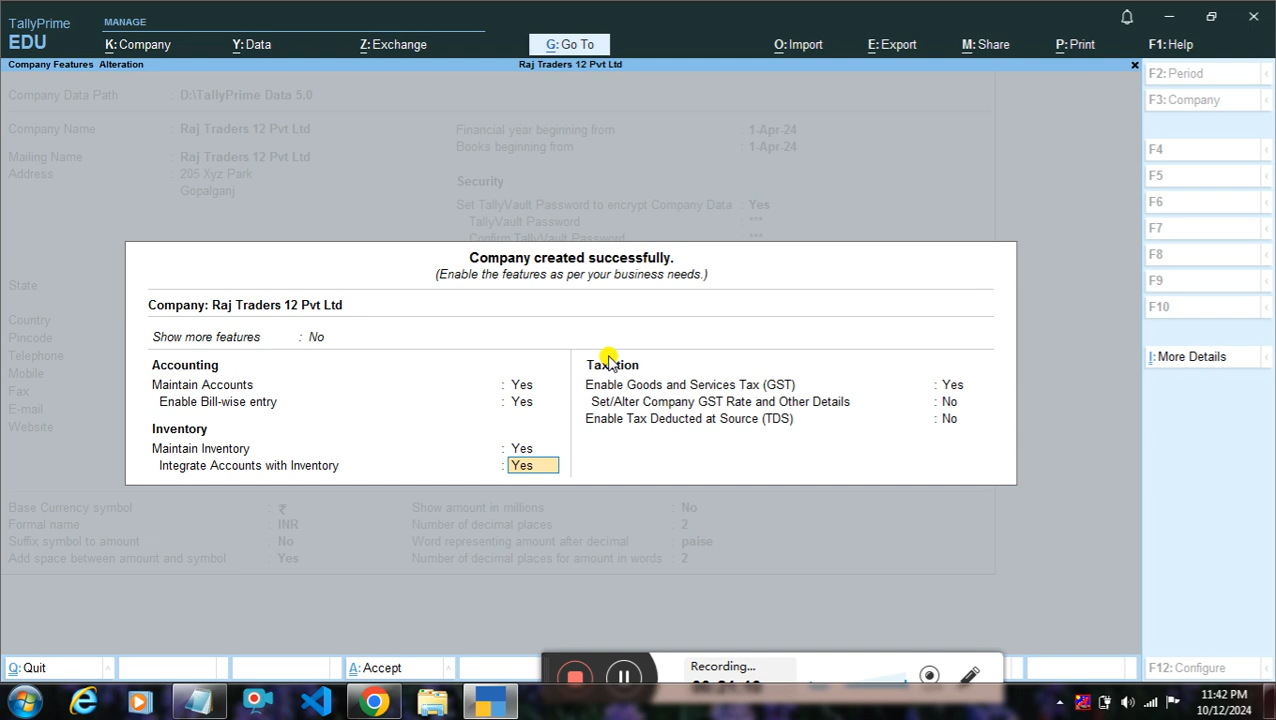 TallyPrime
EDU
MANAGE
K: Company
Y: Data
Z: Exchange
G: Go To
O: Import
E: Export
M: Share
P: Print
F1: Help
Company Features Alteration
Raj Traders 12 Pvt Ltd
Company Data Path : D:\TallyPrime Data 5.0
Company Name : Raj Traders 12 Pvt Ltd
Mailing Name : Raj Traders 12 Pvt Ltd
Address : 205 Xyz Park
Gopalganj
State
Country
Pincode
Telephone
Mobile
Fax
E-mail
Website
Financial year beginning from : 1-Apr-24
Books beginning from : 1-Apr-24
Security
Set TallyVault Password to encrypt Company Data : Yes
TallyVault Password : ***
Confirm TallyVault Password : ***
Company created successfully.
(Enable the features as per your business needs.)
Company: Raj Traders 12 Pvt Ltd
Show more features : No
Accounting
Maintain Accounts : Yes
Enable Bill-wise entry : Yes
Inventory
Maintain Inventory : Yes
Integrate Accounts with Inventory : Yes
Taxation
Enable Goods and Services Tax (GST) : Yes
Set/Alter Company GST Rate and Other Details : No
Enable Tax Deducted at Source (TDS) : No
Base Currency symbol : ₹
Formal name : INR
Suffix symbol to amount : No
Add space between amount and symbol : Yes
Show amount in millions : No
Number of decimal places : 2
Word representing amount after decimal : paise
Number of decimal places for amount in words : 2
F2: Period
F3: Company
F4
F5
F6
F7
F8
F9
F10
I: More Details
F12: Configure
Q: Quit
A: Accept
Recording...
11:42 PM
10/12/2024